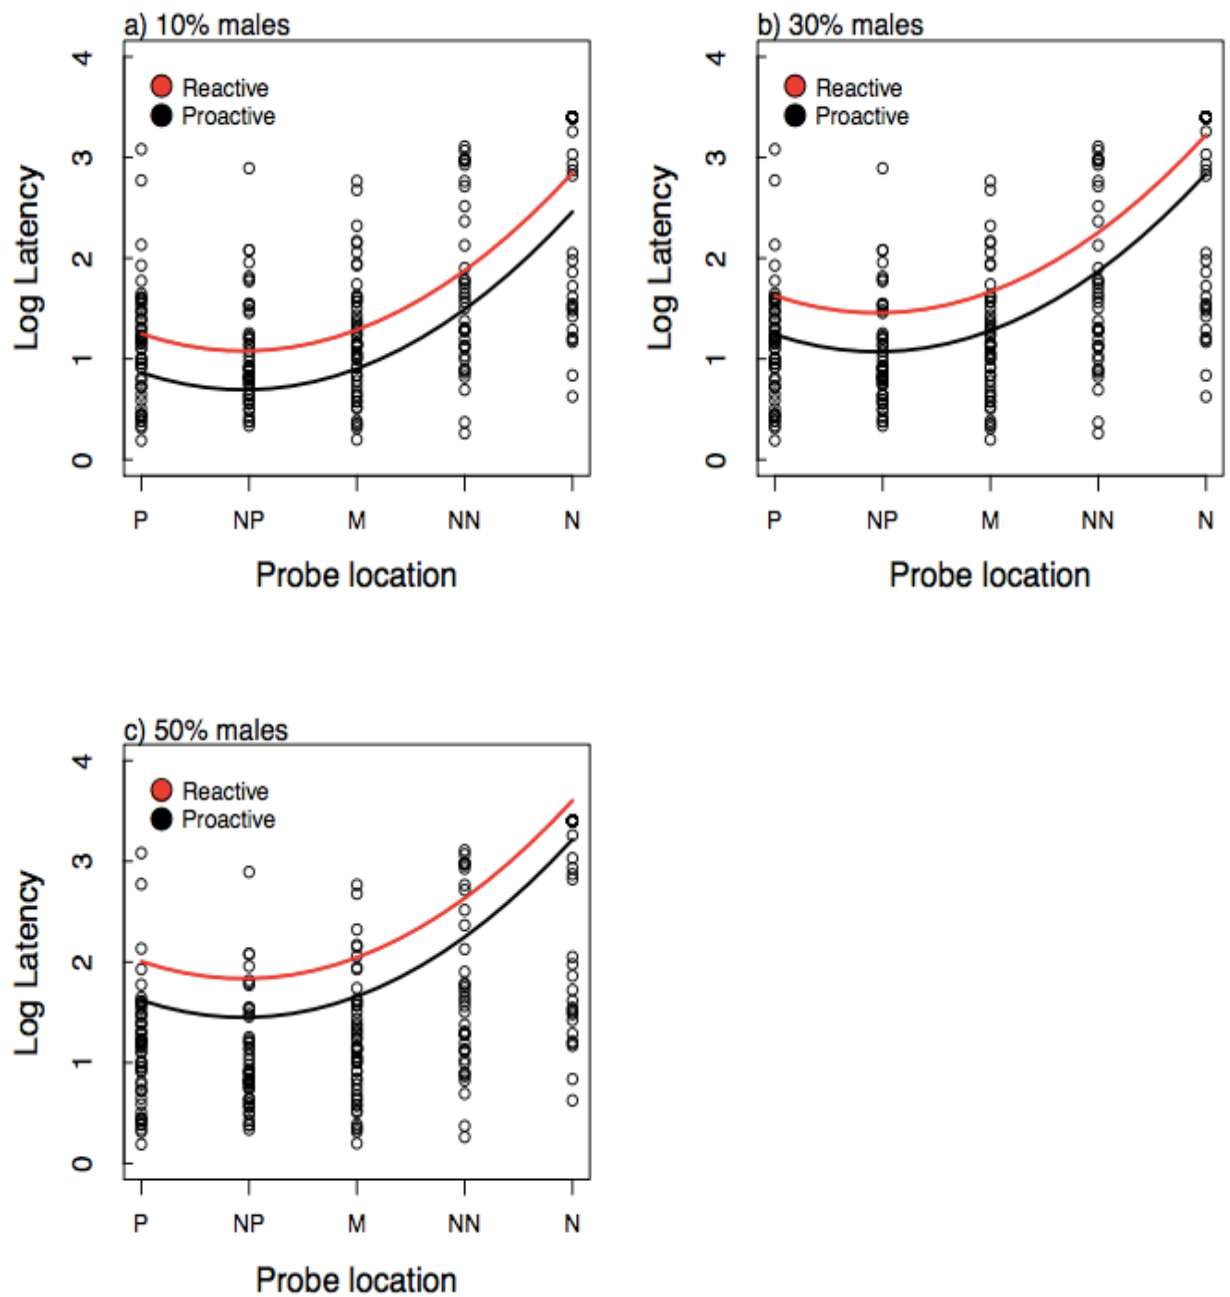 a) 10% males
4
3
2
1
0
Log Latency
Reactive
Proactive
P NP M NN N
Probe location
b) 30% males
4
3
2
1
0
Log Latency
Reactive
Proactive
P NP M NN N
Probe location
c) 50% males
4
3
2
1
0
Log Latency
Reactive
Proactive
P NP M NN N
Probe location